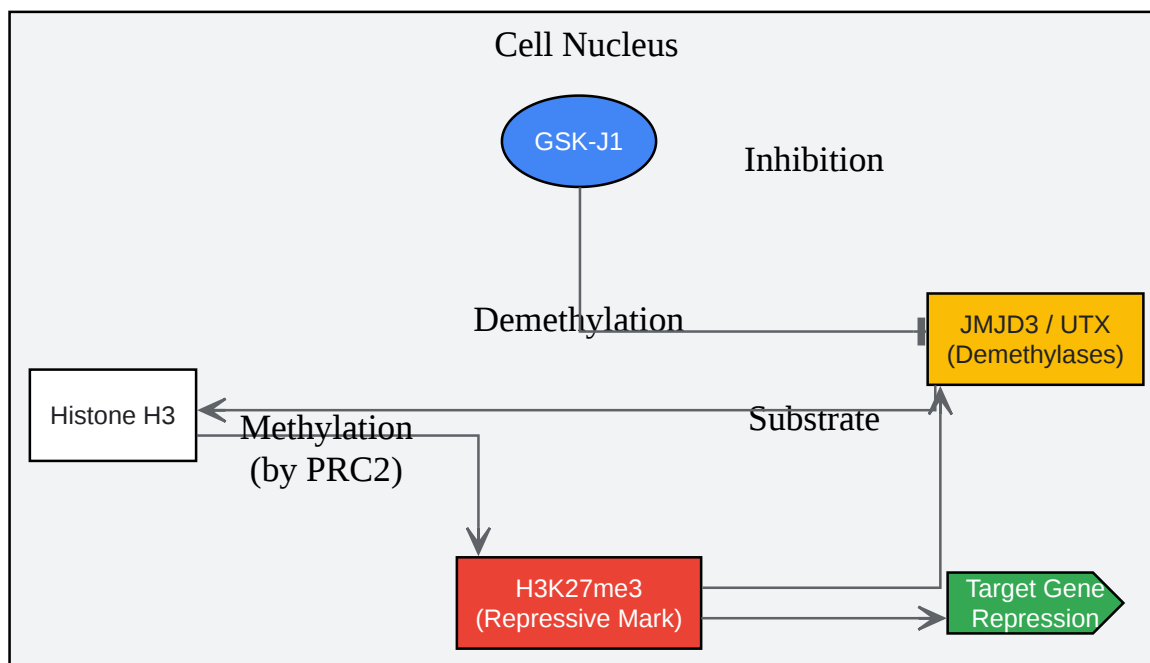 Cell Nucleus
GSK-J1
Inhibition
Demethylation
JMJD3 / UTX
(Demethylases)
Histone H3
Methylation
(by PRC2)
Substrate
H3K27me3
(Repressive Mark)
Target Gene
Repression